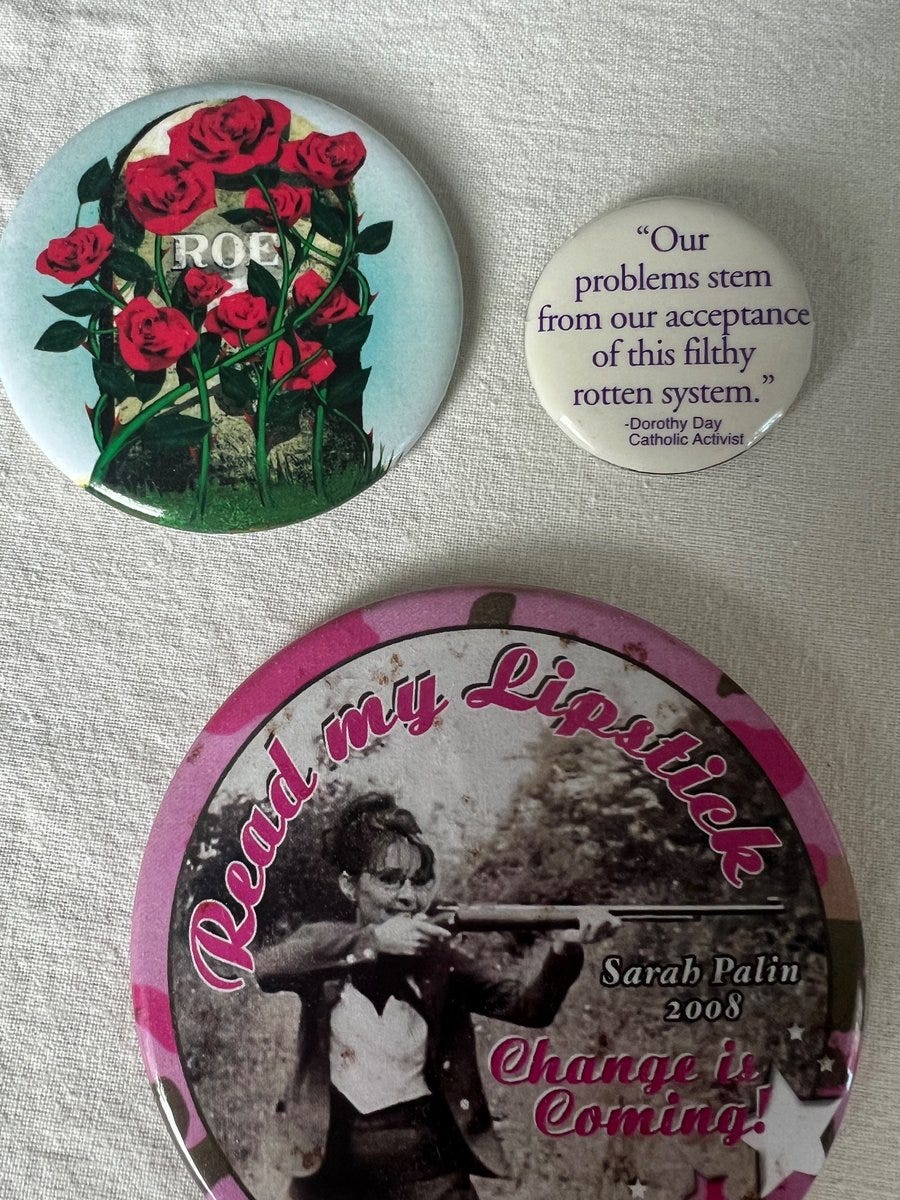 ROE
“Our
problems stem
from our acceptance
of this filthy
rotten system.”
-Dorothy Day
Catholic Activist
Read my Lipstick
Sarah Palin
2008
Change is
Coming!